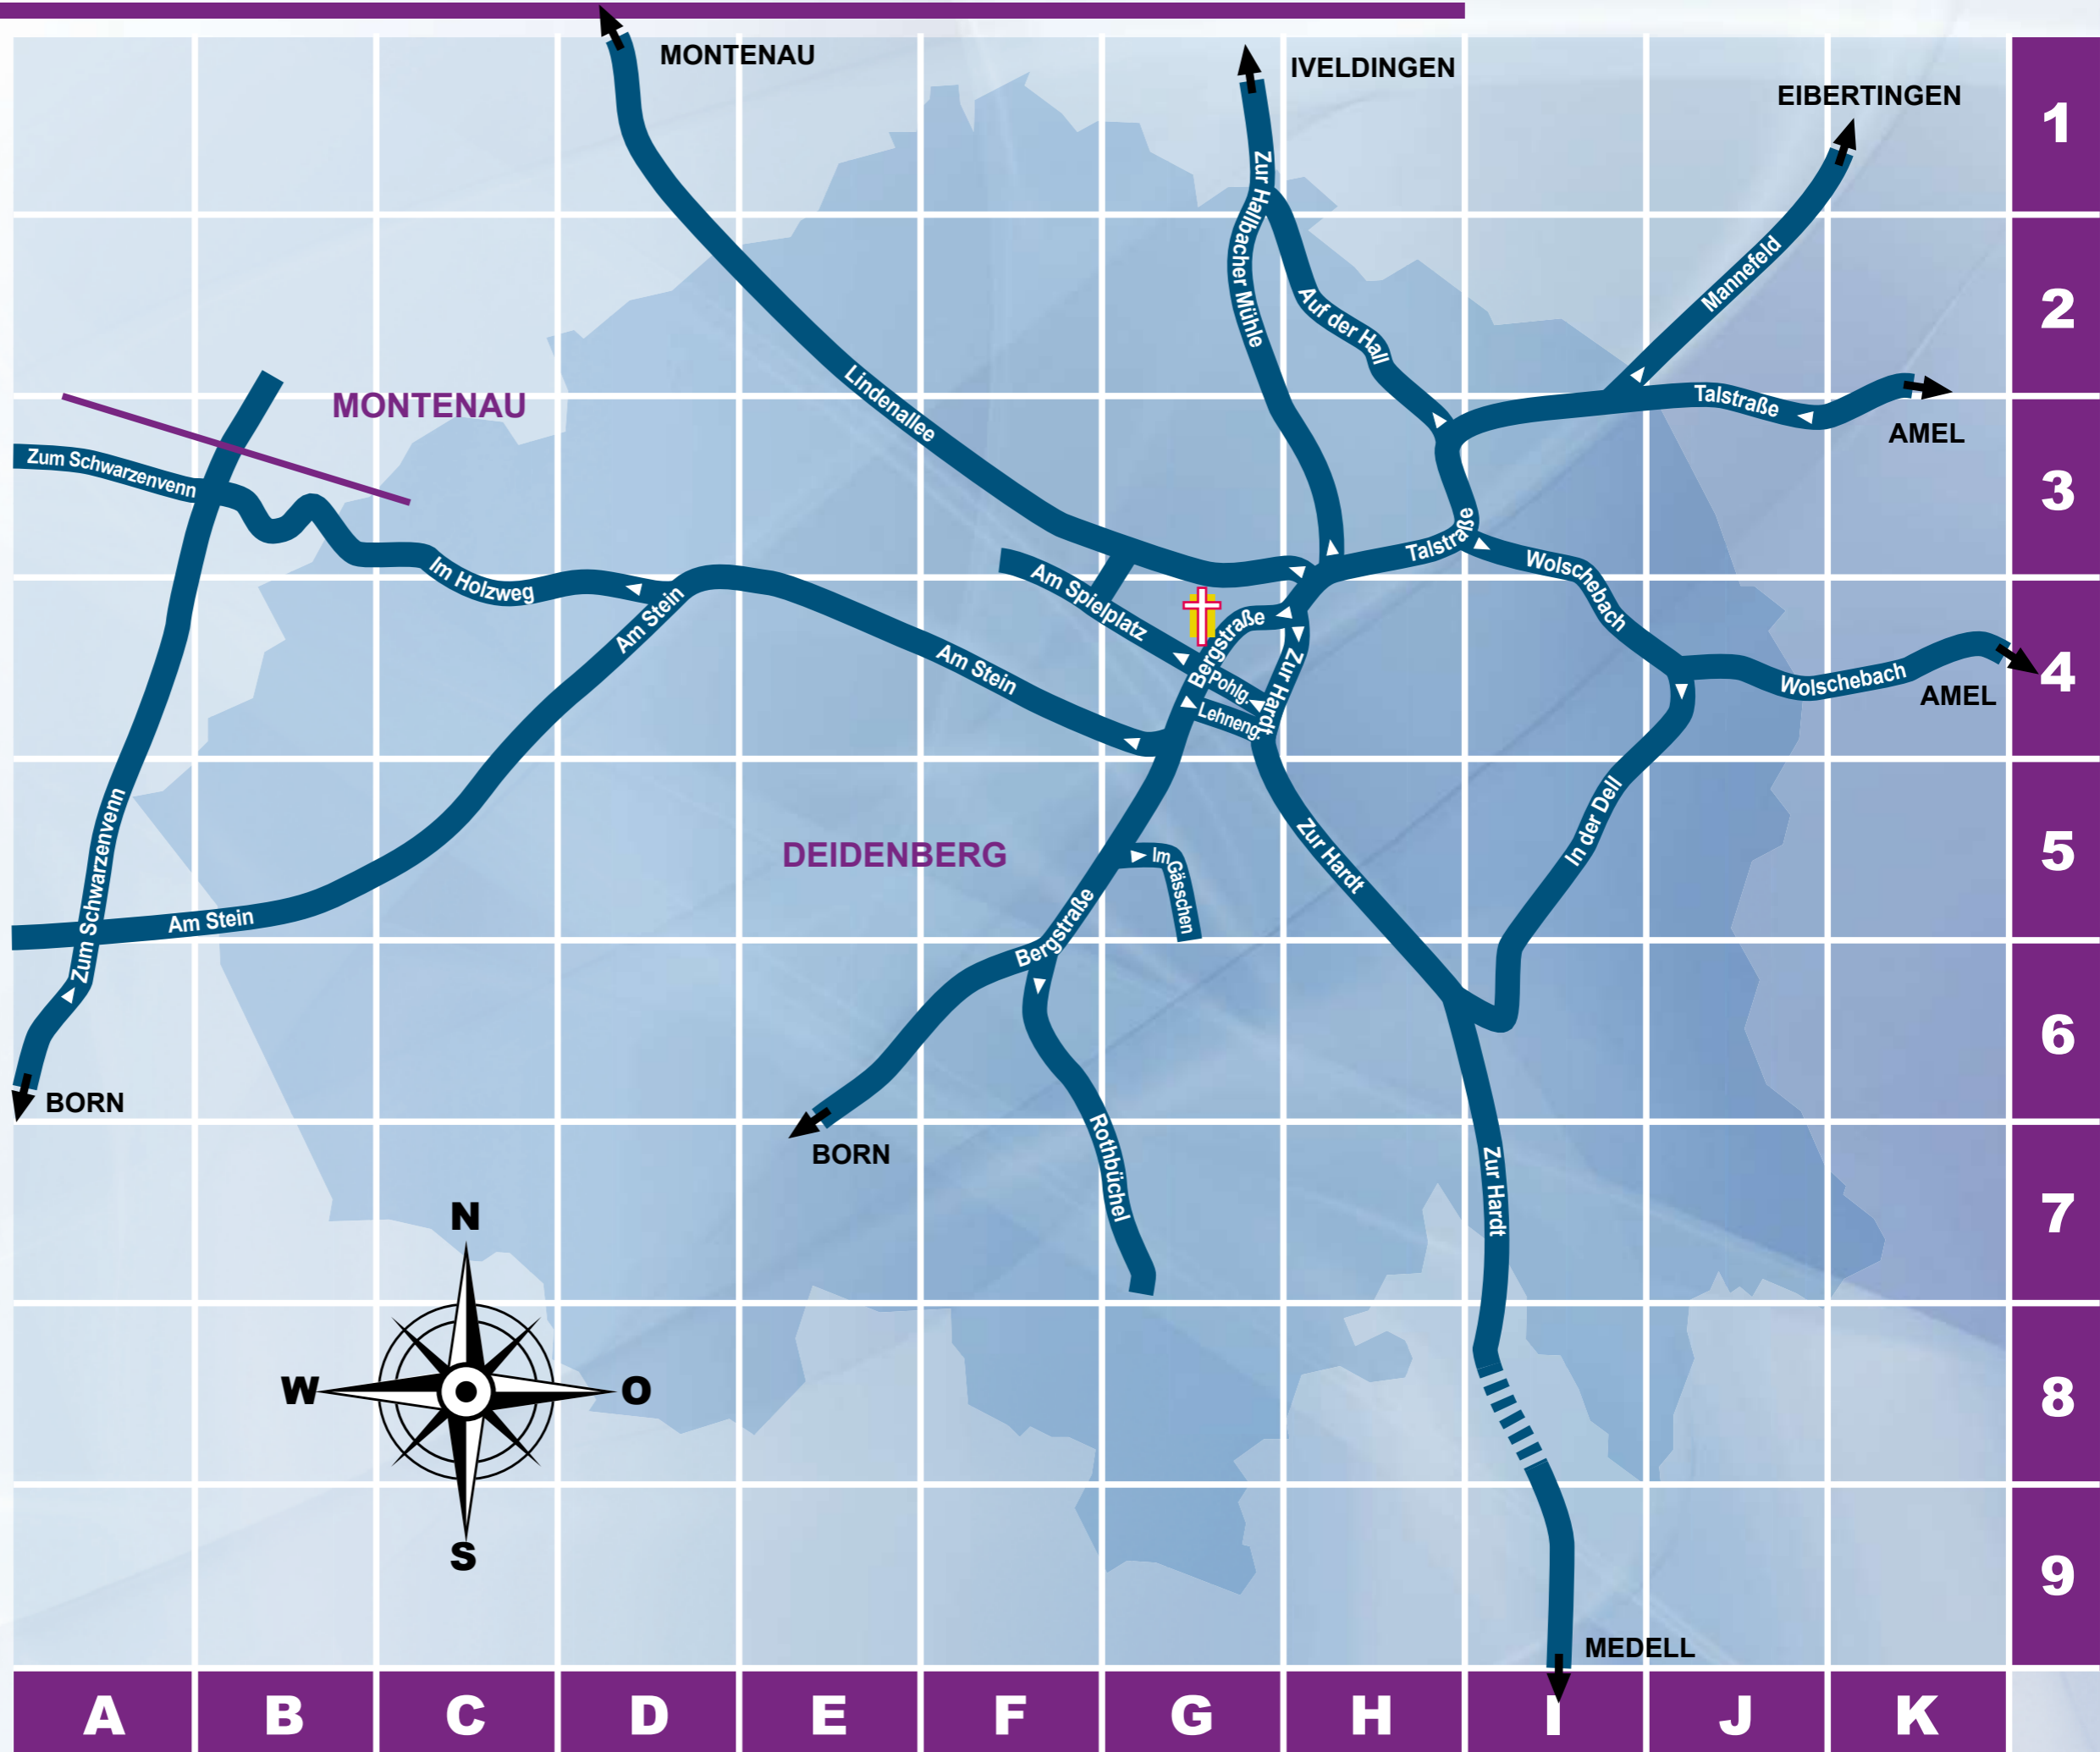 MONTENAU
IVELDINGEN
EIBERTINGEN
1
Zur Hallbacher Mühle
Mannefeld
2
Auf der Hall
Lindenallee
MONTENAU
Talstraße
AMEL
Zum Schwarzenvenn
3
Talstraße
Wolschebach
Im Holzweg
Am Spielplatz
Am Stein
Bergstraße
Zur Hardt
Am Stein
Pohlg.
Lehneng.
Wolschebach
AMEL
4
Zum Schwarzenvenn
DEIDENBERG
Zur Hardt
In der Dell
Im Gässchen
5
Am Stein
Bergstraße
6
BORN
BORN
Rothbüchel
Zur Hardt
7
N
W
O
S
8
9
MEDELL
A
B
C
D
E
F
G
H
I
J
K